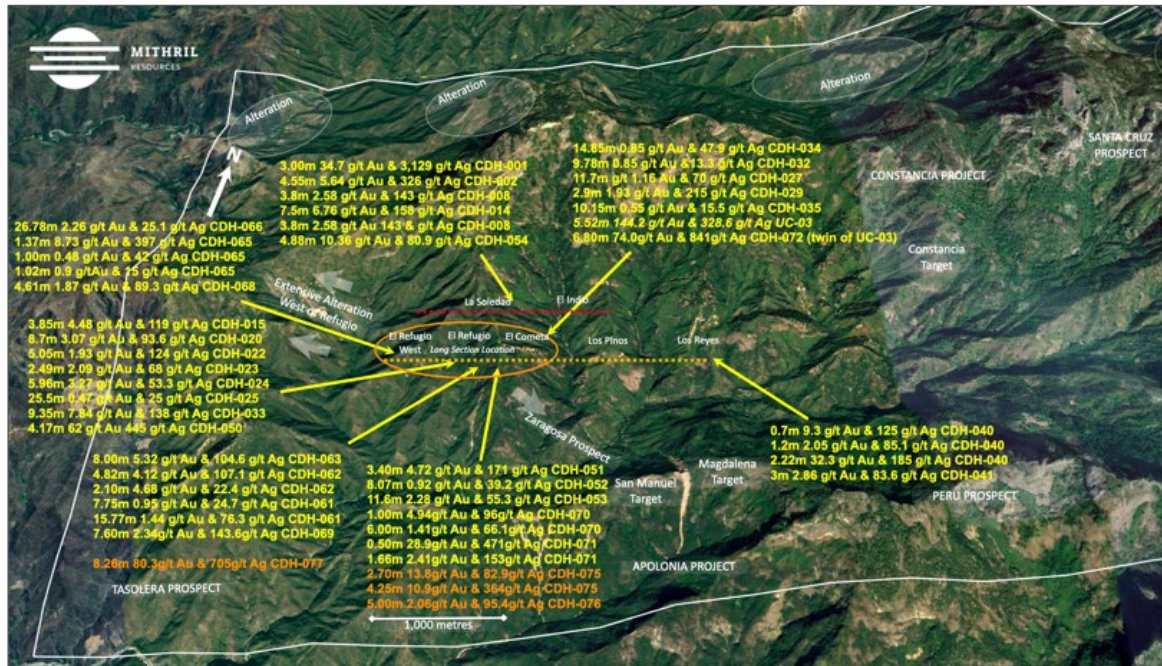 MITHRIL
RESOURCES
Alteration
Alteration
Alteration
SANTA CRUZ
PROSPECT
CONSTANCIA PROJECT
Constancia
Target
N
3.00m 34.7 g/t Au & 3,129 g/t Ag CDH-001
4.55m 5.64 g/t Au & 326 g/t Ag CDH-002
3.8m 2.58 g/t Au & 143 g/t Ag CDH-008
7.5m 6.76 g/t Au & 158 g/t Ag CDH-014
3.8m 2.58 g/t Au 143 & g/t Ag CDH-008
4.88m 10.36 g/t Au & 80.9 g/t Ag CDH-054
14.85m 0.85 g/t Au & 47.9 g/t Ag CDH-034
9.78m 0.85 g/t Au &13.3 g/t Ag CDH-032
11.7m g/t 1.16 Au & 70 g/t Ag CDH-027
2.9m 1.93 g/t Au & 215 g/t Ag CDH-029
10.15m 0.55 g/t Au & 15.5 g/t Ag CDH-035
5.52m 144.2 g/t Au & 328.6 g/t Ag UC-03
6.80m 74.0g/t Au & 841g/t Ag CDH-072 (twin of UC-03)
26.78m 2.26 g/t Au & 25.1 g/t Ag CDH-066
1.37m 8.73 g/t Au & 397 g/t Ag CDH-065
1.00m 0.48 g/t Au & 42 g/t Ag CDH-065
1.02m 0.9 g/tAu & 15 g/t Ag CDH-065
4.61m 1.87 g/t Au & 89.3 g/t Ag CDH-068
Extensive Alteration
West of Refugio
La Soledad
El Indio
El Refugio
West
El Refugio
El Cometa
Long Section Location
Los Pinos
Los Reyes
3.85m 4.48 g/t Au & 119 g/t Ag CDH-015
8.7m 3.07 g/t Au & 93.6 g/t Ag CDH-020
5.05m 1.93 g/t Au & 124 g/t Ag CDH-022
2.49m 2.09 g/t Au & 68 g/t Ag CDH-023
5.96m 3.27 g/t Au & 53.3 g/t Ag CDH-024
25.5m 0.47 g/t Au & 25 g/t Ag CDH-025
9.35m 7.84 g/t Au & 138 g/t Ag CDH-033
4.17m 62 g/t Au 445 g/t Ag CDH-050
Zaragosa Prospect
0.7m 9.3 g/t Au & 125 g/t Ag CDH-040
1.2m 2.05 g/t Au & 85.1 g/t Ag CDH-040
2.22m 32.3 g/t Au & 185 g/t Ag CDH-040
3m 2.86 g/t Au & 83.6 g/t Ag CDH-041
8.00m 5.32 g/t Au & 104.6 g/t Ag CDH-063
4.82m 4.12 g/t Au & 107.1 g/t Ag CDH-062
2.10m 4.68 g/t Au & 22.4 g/t Ag CDH-062
7.75m 0.95 g/t Au & 24.7 g/t Ag CDH-061
15.77m 1.44 g/t Au & 76.3 g/t Ag CDH-061
7.60m 2.34g/t Au & 143.6g/t Ag CDH-069
8.26m 80.3g/t Au & 705g/t Ag CDH-077
3.40m 4.72 g/t Au & 171 g/t Ag CDH-051
8.07m 0.92 g/t Au & 39.2 g/t Ag CDH-052
11.6m 2.28 g/t Au & 55.3 g/t Ag CDH-053
1.00m 4.94g/t Au & 96g/t Ag CDH-070
6.00m 1.41g/t Au & 66.1g/t Ag CDH-070
0.50m 28.9g/t Au & 471g/t Ag CDH-071
1.66m 2.41g/t Au & 153g/t Ag CDH-071
2.70m 13.8g/t Au & 82.9g/t Ag CDH-075
4.25m 10.9g/t Au & 364g/t Ag CDH-075
5.00m 2.06g/t Au & 95.4g/t Ag CDH-076
San Manuel
Target
Magdalena
Target
PERU PROSPECT
APOLONIA PROJECT
TASOLERA PROSPECT
1,000 metres